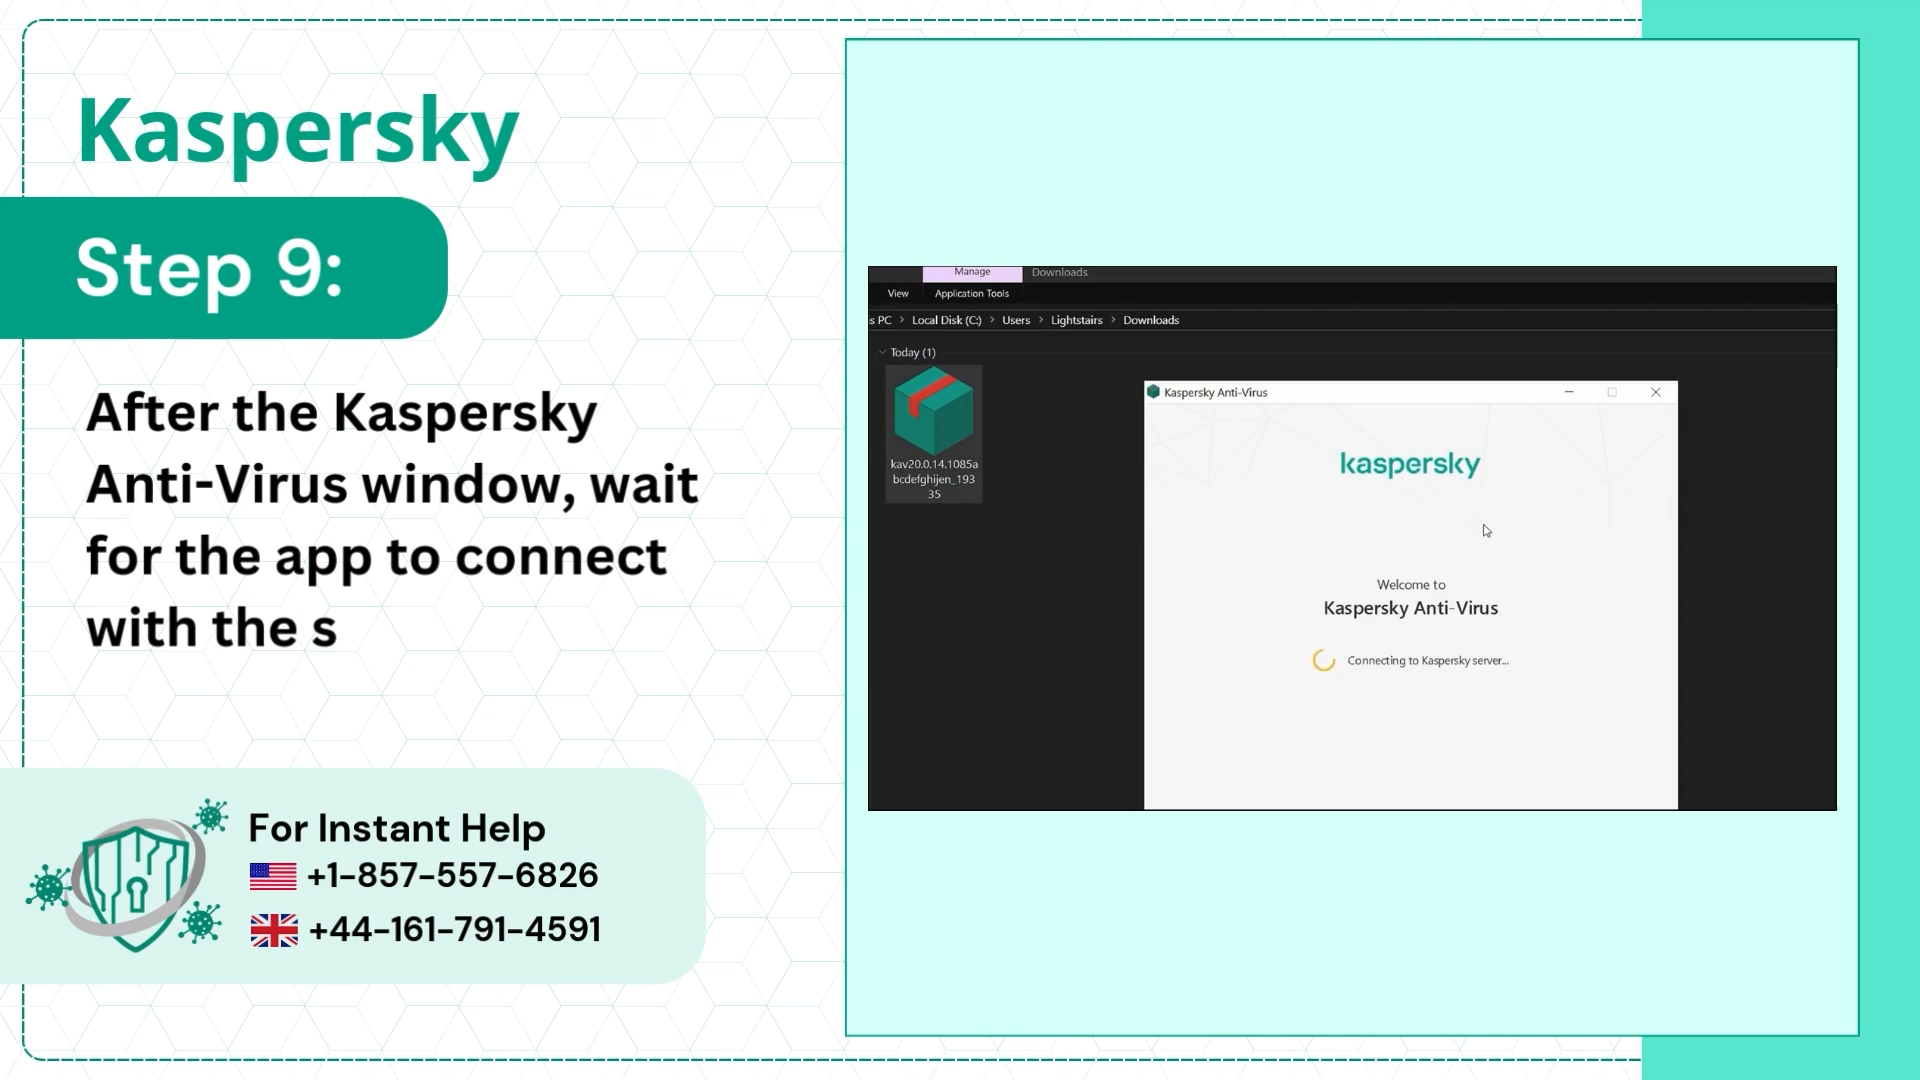 Kaspersky
Step 9:
After the Kaspersky
Anti-Virus window, wait
for the app to connect
with the s
For Instant Help
+1-857-557-6826
+44-161-791-4591
Manage
Downloads
View
Application Tools
s PC > Local Disk (C:) > Users > Lightstairs > Downloads
Today (1)
kav20.0.14.1085a
bcdefghijen_193
35
Kaspersky Anti-Virus
kaspersky
Welcome to
Kaspersky Anti-Virus
Connecting to Kaspersky server...